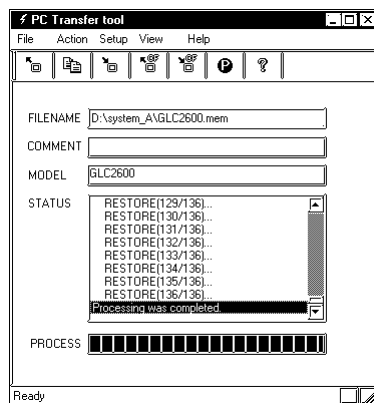 PC Transfer tool
File Action Setup View Help
FILENAME D:\system_A\GLC2600.mem
COMMENT
MODEL GLC2600
STATUS RESTORE(129/136)...
RESTORE(130/136)...
RESTORE(131/136)...
RESTORE(132/136)...
RESTORE(133/136)...
RESTORE(134/136)...
RESTORE(135/136)...
RESTORE(136/136)...
Processing was completed.
PROCESS
Ready